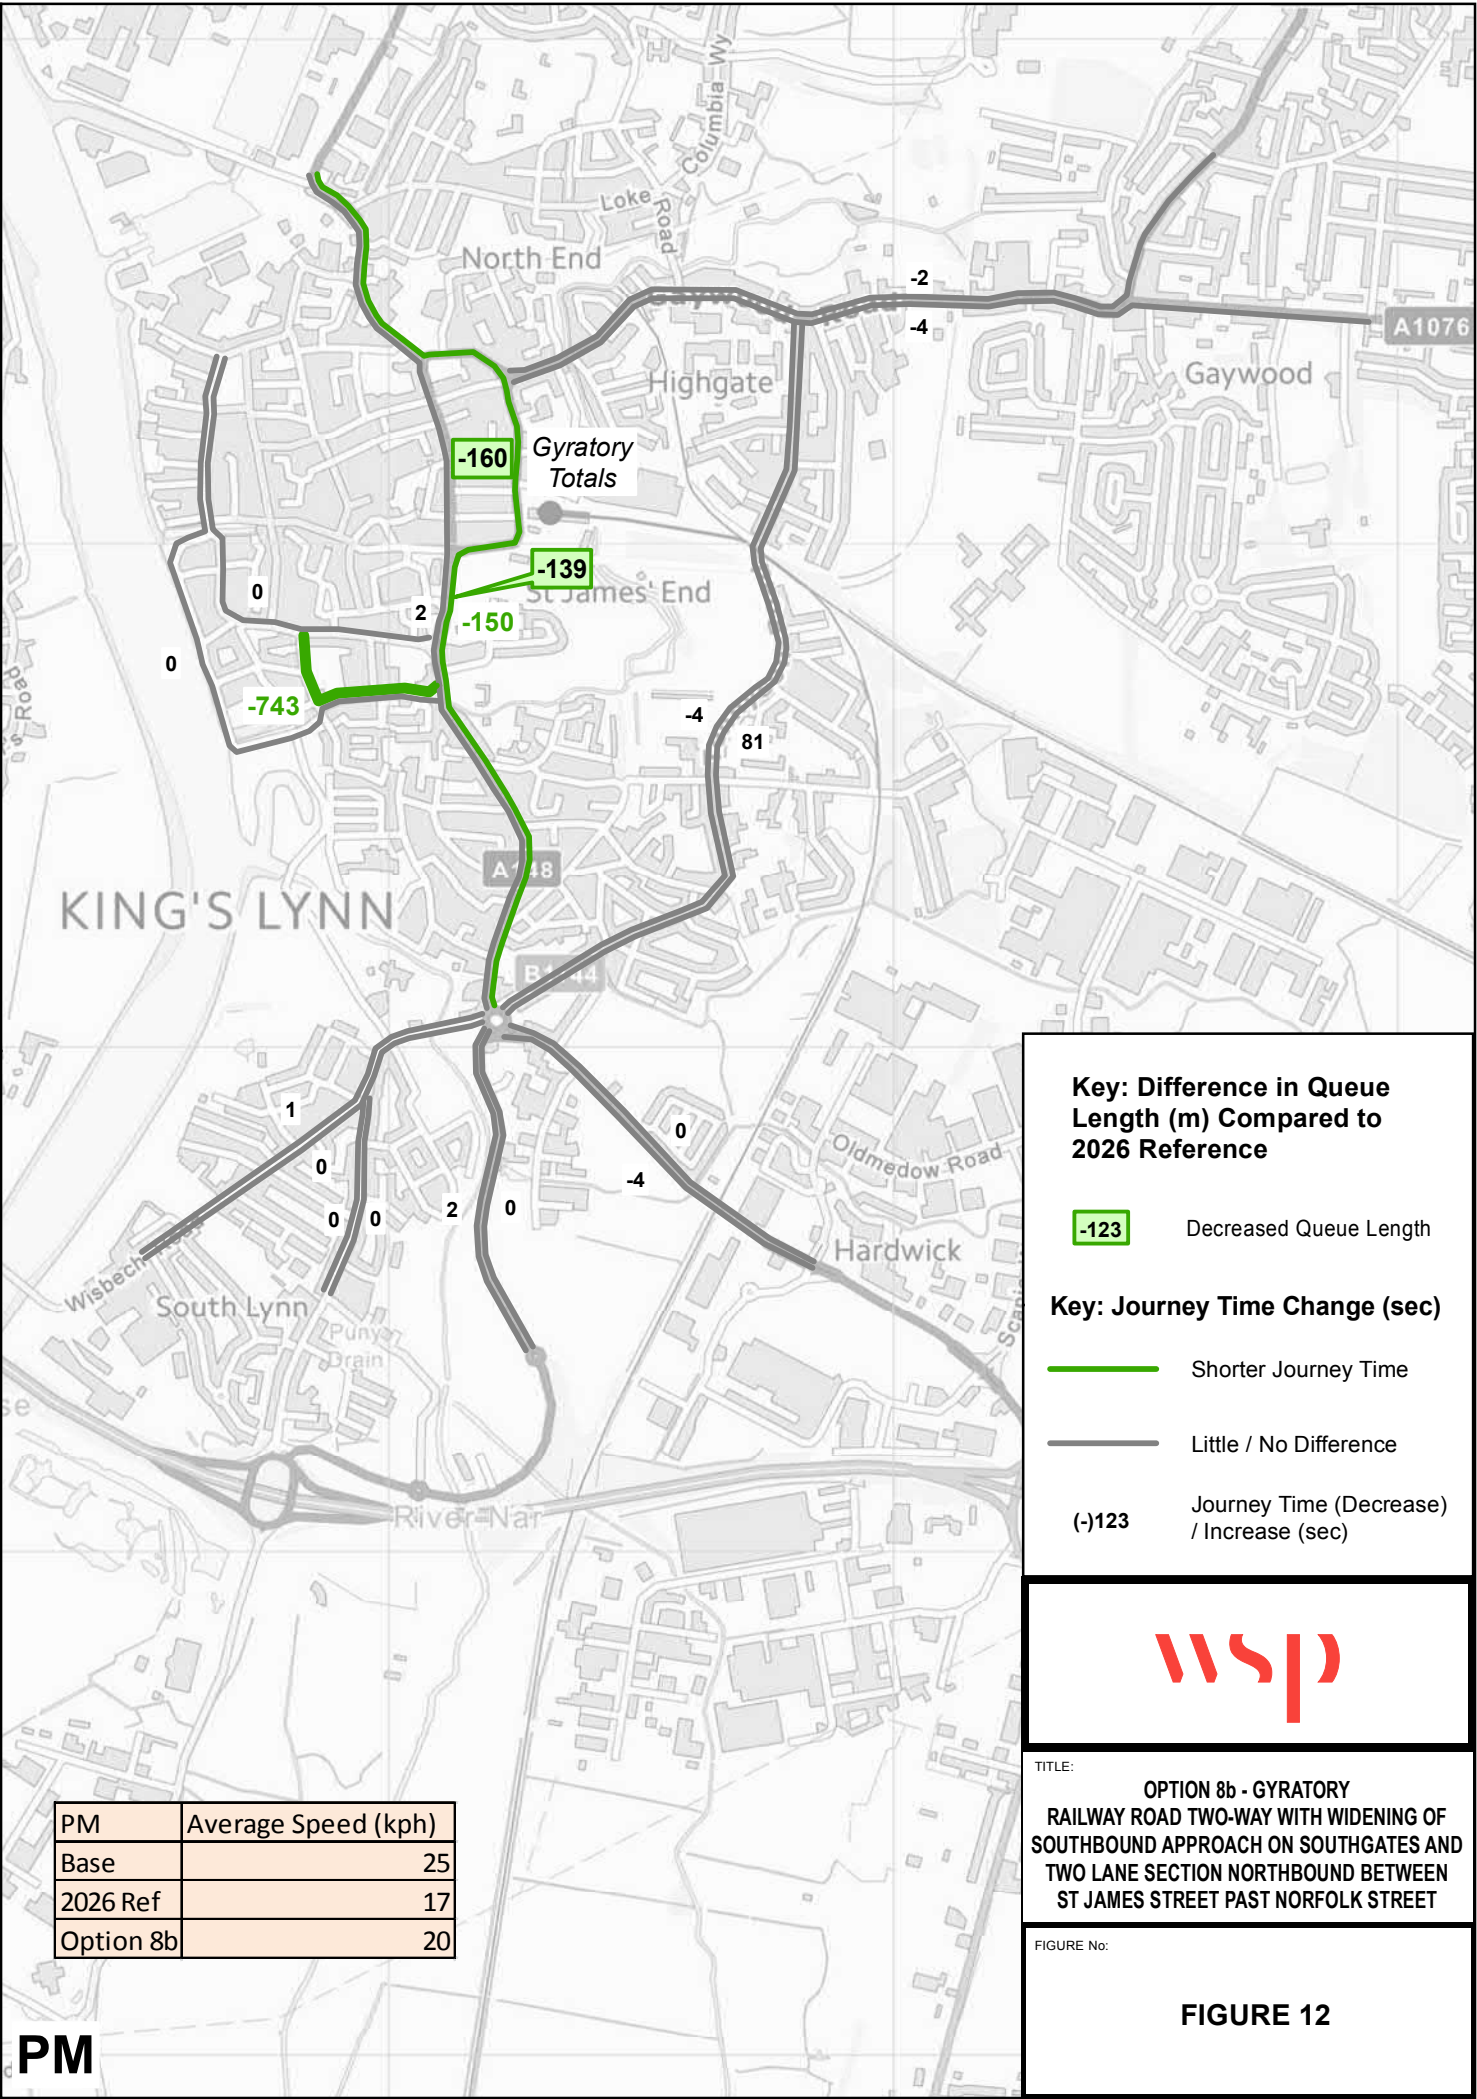 Columbia Wy
Loke Road
North End
-2
-4
A1076
Highgate
Gaywood
-160
Gyratory
Totals
-139
St James' End
0
2
-150
0
-743
-4
81
Road
A148
KING'S LYNN
1
0
0
0
2
0
0
-4
Oldmedow Road
Hardwick
Wisbech
South Lynn
Puny
Drain
River Nar
Key: Difference in Queue
Length (m) Compared to
2026 Reference
-123
Decreased Queue Length
Key: Journey Time Change (sec)
Shorter Journey Time
Little / No Difference
(-)123
Journey Time (Decrease)
/ Increase (sec)
wsp
TITLE:
OPTION 8b - GYRATORY
RAILWAY ROAD TWO-WAY WITH WIDENING OF
SOUTHBOUND APPROACH ON SOUTHGATES AND
TWO LANE SECTION NORTHBOUND BETWEEN
ST JAMES STREET PAST NORFOLK STREET
FIGURE No:
FIGURE 12
PM Average Speed (kph)
Base 25
2026 Ref 17
Option 8b 20
PM